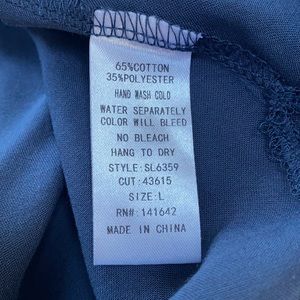 65%COTTON
35%POLYESTER
HAND WASH COLD
WATER SEPARATELY
COLOR WILL BLEED
NO BLEACH
HANG TO DRY
STYLE:SL6359
CUT:43615
SIZE:L
RN#:141642
MADE IN CHINA